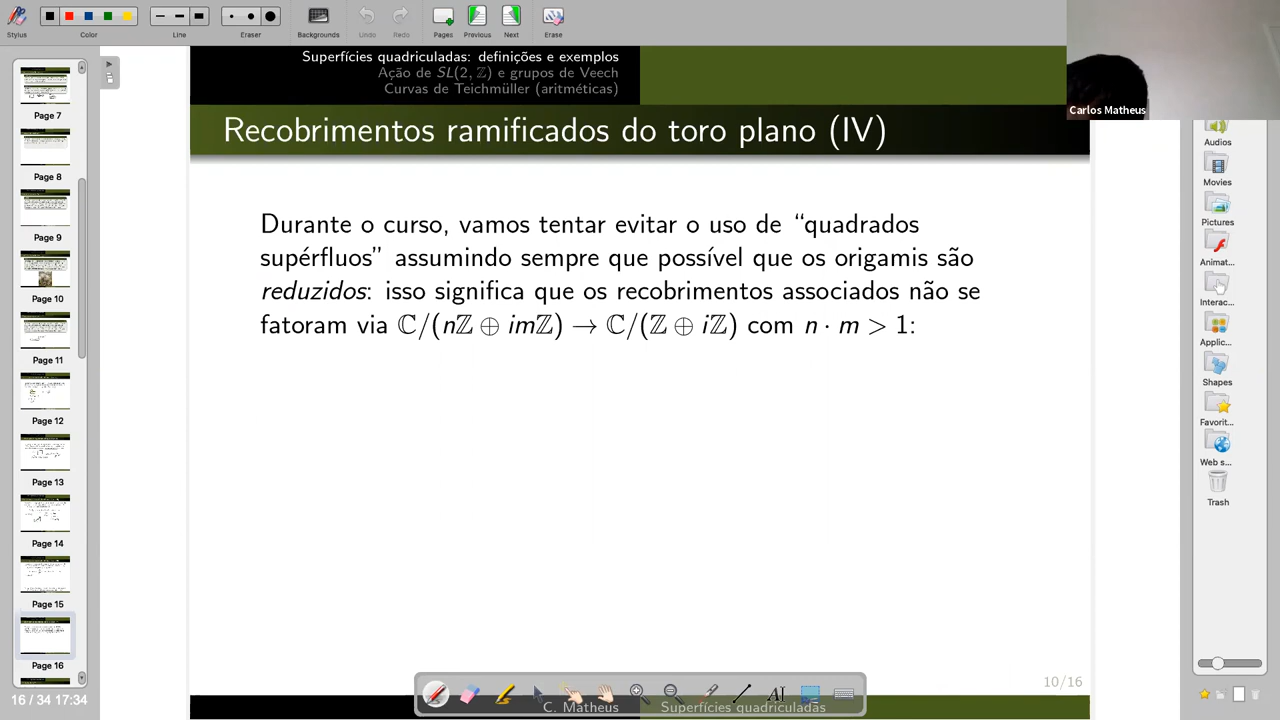 Stylus
Color
Line
Eraser
Backgrounds
Undo
Redo
Pages
Previous
Next
Erase
Carlos Matheus
Superfícies quadriculadas: definições e exemplos
Ação de SL(2, ℤ) e grupos de Veech
Curvas de Teichmüller (aritméticas)
Recobrimentos ramificados do toro plano (IV)
Durante o curso, vamos tentar evitar o uso de “quadrados
supérfluos” assumindo sempre que possível que os origamis são
reduzidos: isso significa que os recobrimentos associados não se
fatoram via ℂ/(nℤ ⊕ imℤ) → ℂ/(ℤ ⊕ iℤ) com n · m > 1:
10/16
C. Matheus
Superfícies quadriculadas
Page 7
Page 8
Page 9
Page 10
Page 11
Page 12
Page 13
Page 14
Page 15
Page 16
16 / 34 17:34
Audios
Movies
Pictures
Animat...
Interac...
Applic...
Shapes
Favorit...
Web s...
Trash